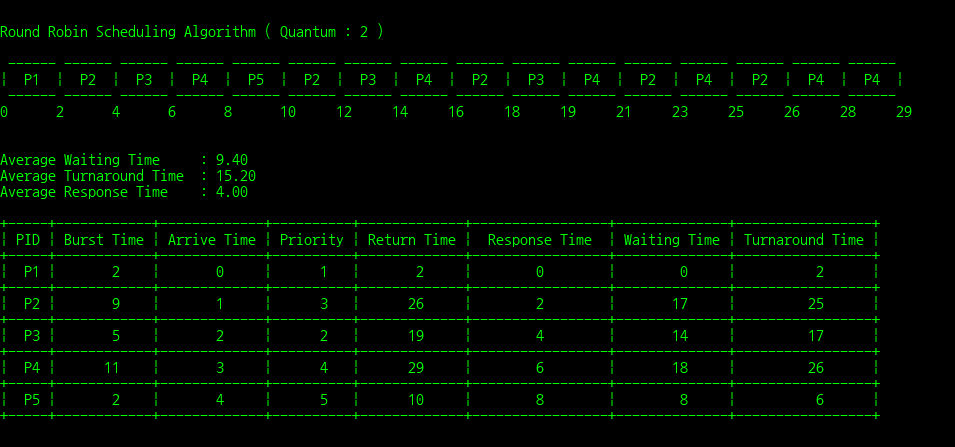 Round Robin Scheduling Algorithm ( Quantum : 2 )
| P1 | P2 | P3 | P4 | P5 | P2 | P3 | P4 | P2 | P3 | P4 | P2 | P4 | P2 | P4 | P4 |
0 2 4 6 8 10 12 14 16 18 19 21 23 25 26 28 29
Average Waiting Time : 9.40
Average Turnaround Time : 15.20
Average Response Time : 4.00
| PID | Burst Time | Arrive Time | Priority | Return Time | Response Time | Waiting Time | Turnaround Time |
| P1 | 2 | 0 | 1 | 2 | 0 | 0 | 2 |
| P2 | 9 | 1 | 3 | 26 | 2 | 17 | 25 |
| P3 | 5 | 2 | 2 | 19 | 4 | 14 | 17 |
| P4 | 11 | 3 | 4 | 29 | 6 | 18 | 26 |
| P5 | 2 | 4 | 5 | 10 | 8 | 8 | 6 |